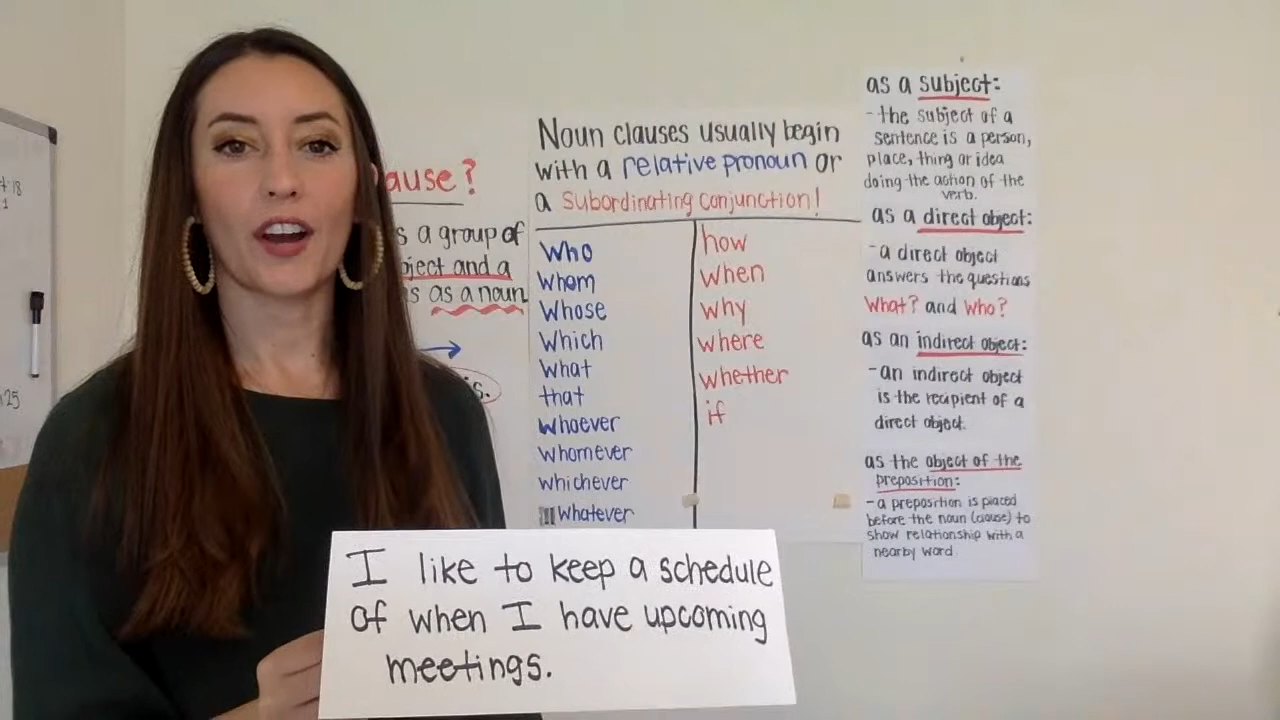 ause?
s a group of
bject and a
s as a noun
is.
Noun clauses usually begin
with a relative pronoun or
a Subordinating Conjunction!
Who
Whom
Whose
Which
what
that
whoever
whomever
whichever
whatever
how
when
why
where
whether
if
as a subject:
- the subject of a
sentence is a person,
place, thing or idea
doing the action of the
verb.
as a direct object:
- a direct object
answers the questions
What? and Who?
as an indirect object:
- an indirect object
is the recipient of a
direct object.
as the object of the
preposition:
- a preposition is placed
before the noun (clause) to
show relationship with a
nearby word
I like to keep a schedule
of when I have upcoming
meetings.